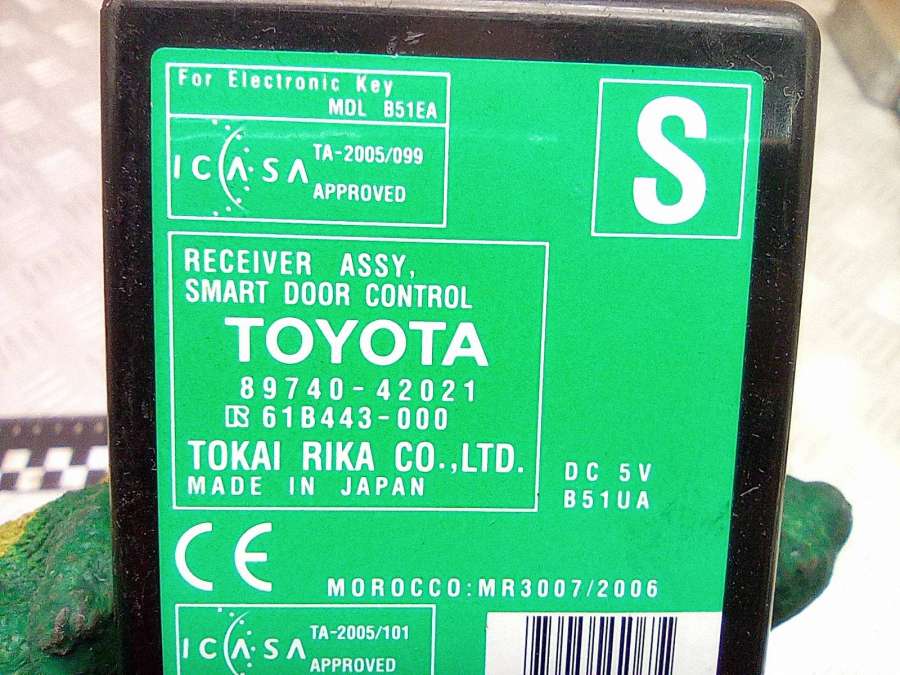 For Electronic Key
MDL B51EA
ICASA
TA-2005/099
APPROVED
S
RECEIVER ASSY,
SMART DOOR CONTROL
TOYOTA
89740-42021
61B443-000
TOKAI RIKA CO.,LTD.
MADE IN JAPAN
DC 5V
B51UA
CE
MOROCCO:MR3007/2006
ICASA
TA-2005/101
APPROVED